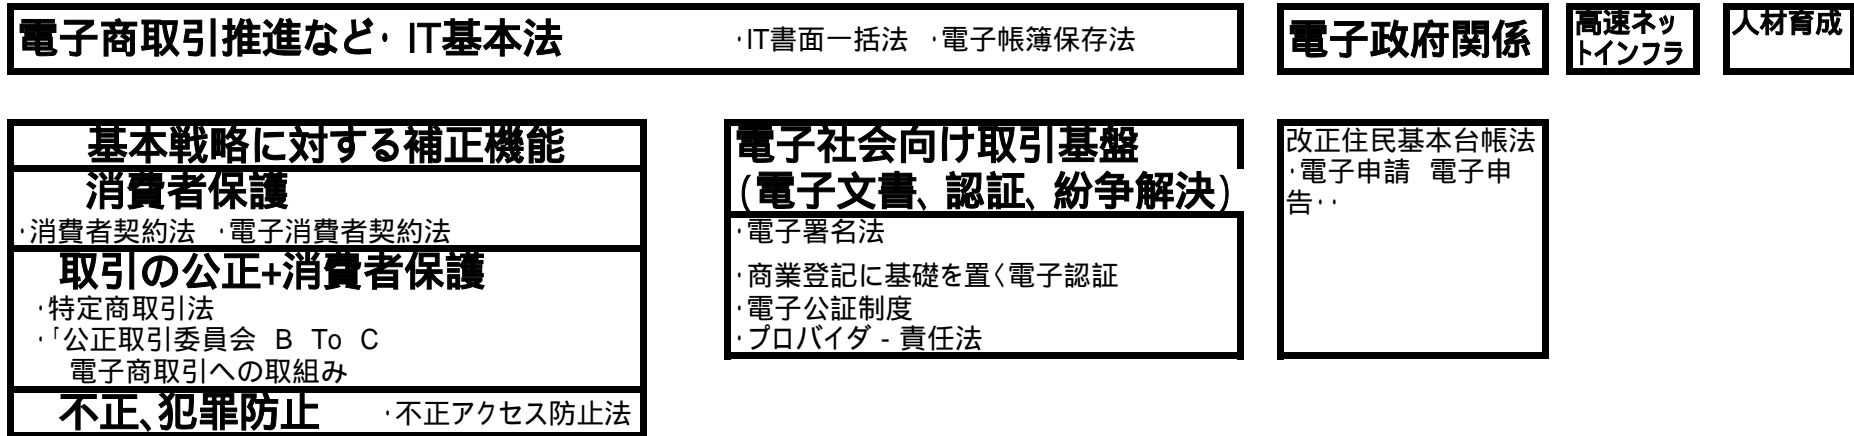 電子商取引推進など・ IT基本法 ・IT書面一括法 ・電子帳簿保存法
電子政府関係
高速ネッ
トインフラ
人材育成
基本戦略に対する補正機能
消費者保護
・消費者契約法 ・電子消費者契約法
取引の公正+消費者保護
・特定商取引法
・「公正取引委員会 B To C
電子商取引への取組み
不正、犯罪防止 ・不正アクセス防止法
電子社会向け取引基盤
(電子文書、認証、紛争解決)
・電子署名法
・商業登記に基礎を置く電子認証
・電子公証制度
・プロバイダ - 責任法
改正住民基本台帳法
・電子申請 電子申
告・・